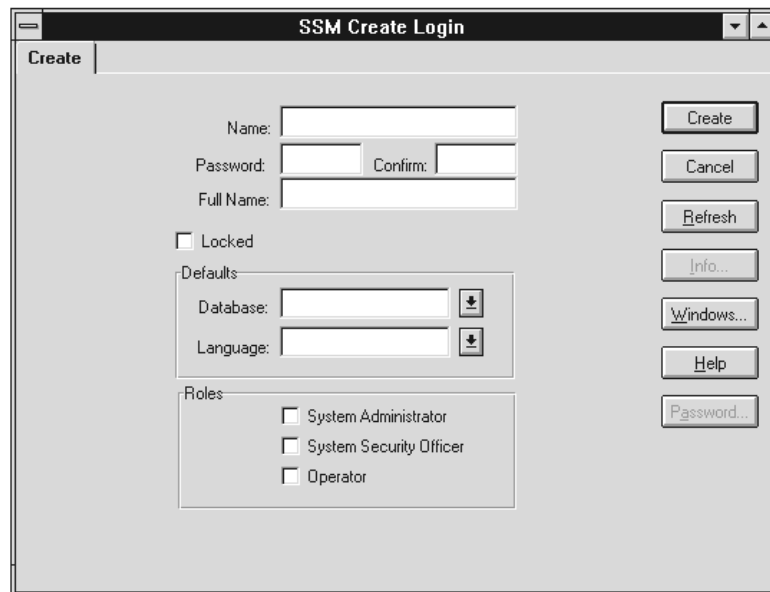 SSM Create Login
Create
Name:
Password: Confirm:
Full Name:
Locked
Defaults
Database:
Language:
Roles
System Administrator
System Security Officer
Operator
Create
Cancel
Refresh
Info...
Windows...
Help
Password...